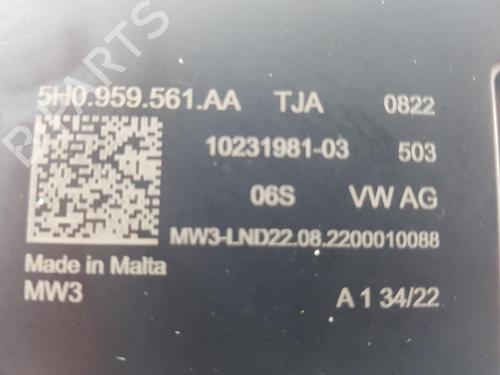 5H0.959.561.AA TJA 0822
10231981-03 503
06S VW AG
MW3-LND22.08.2200010088
Made in Malta
MW3 A 1 34/22